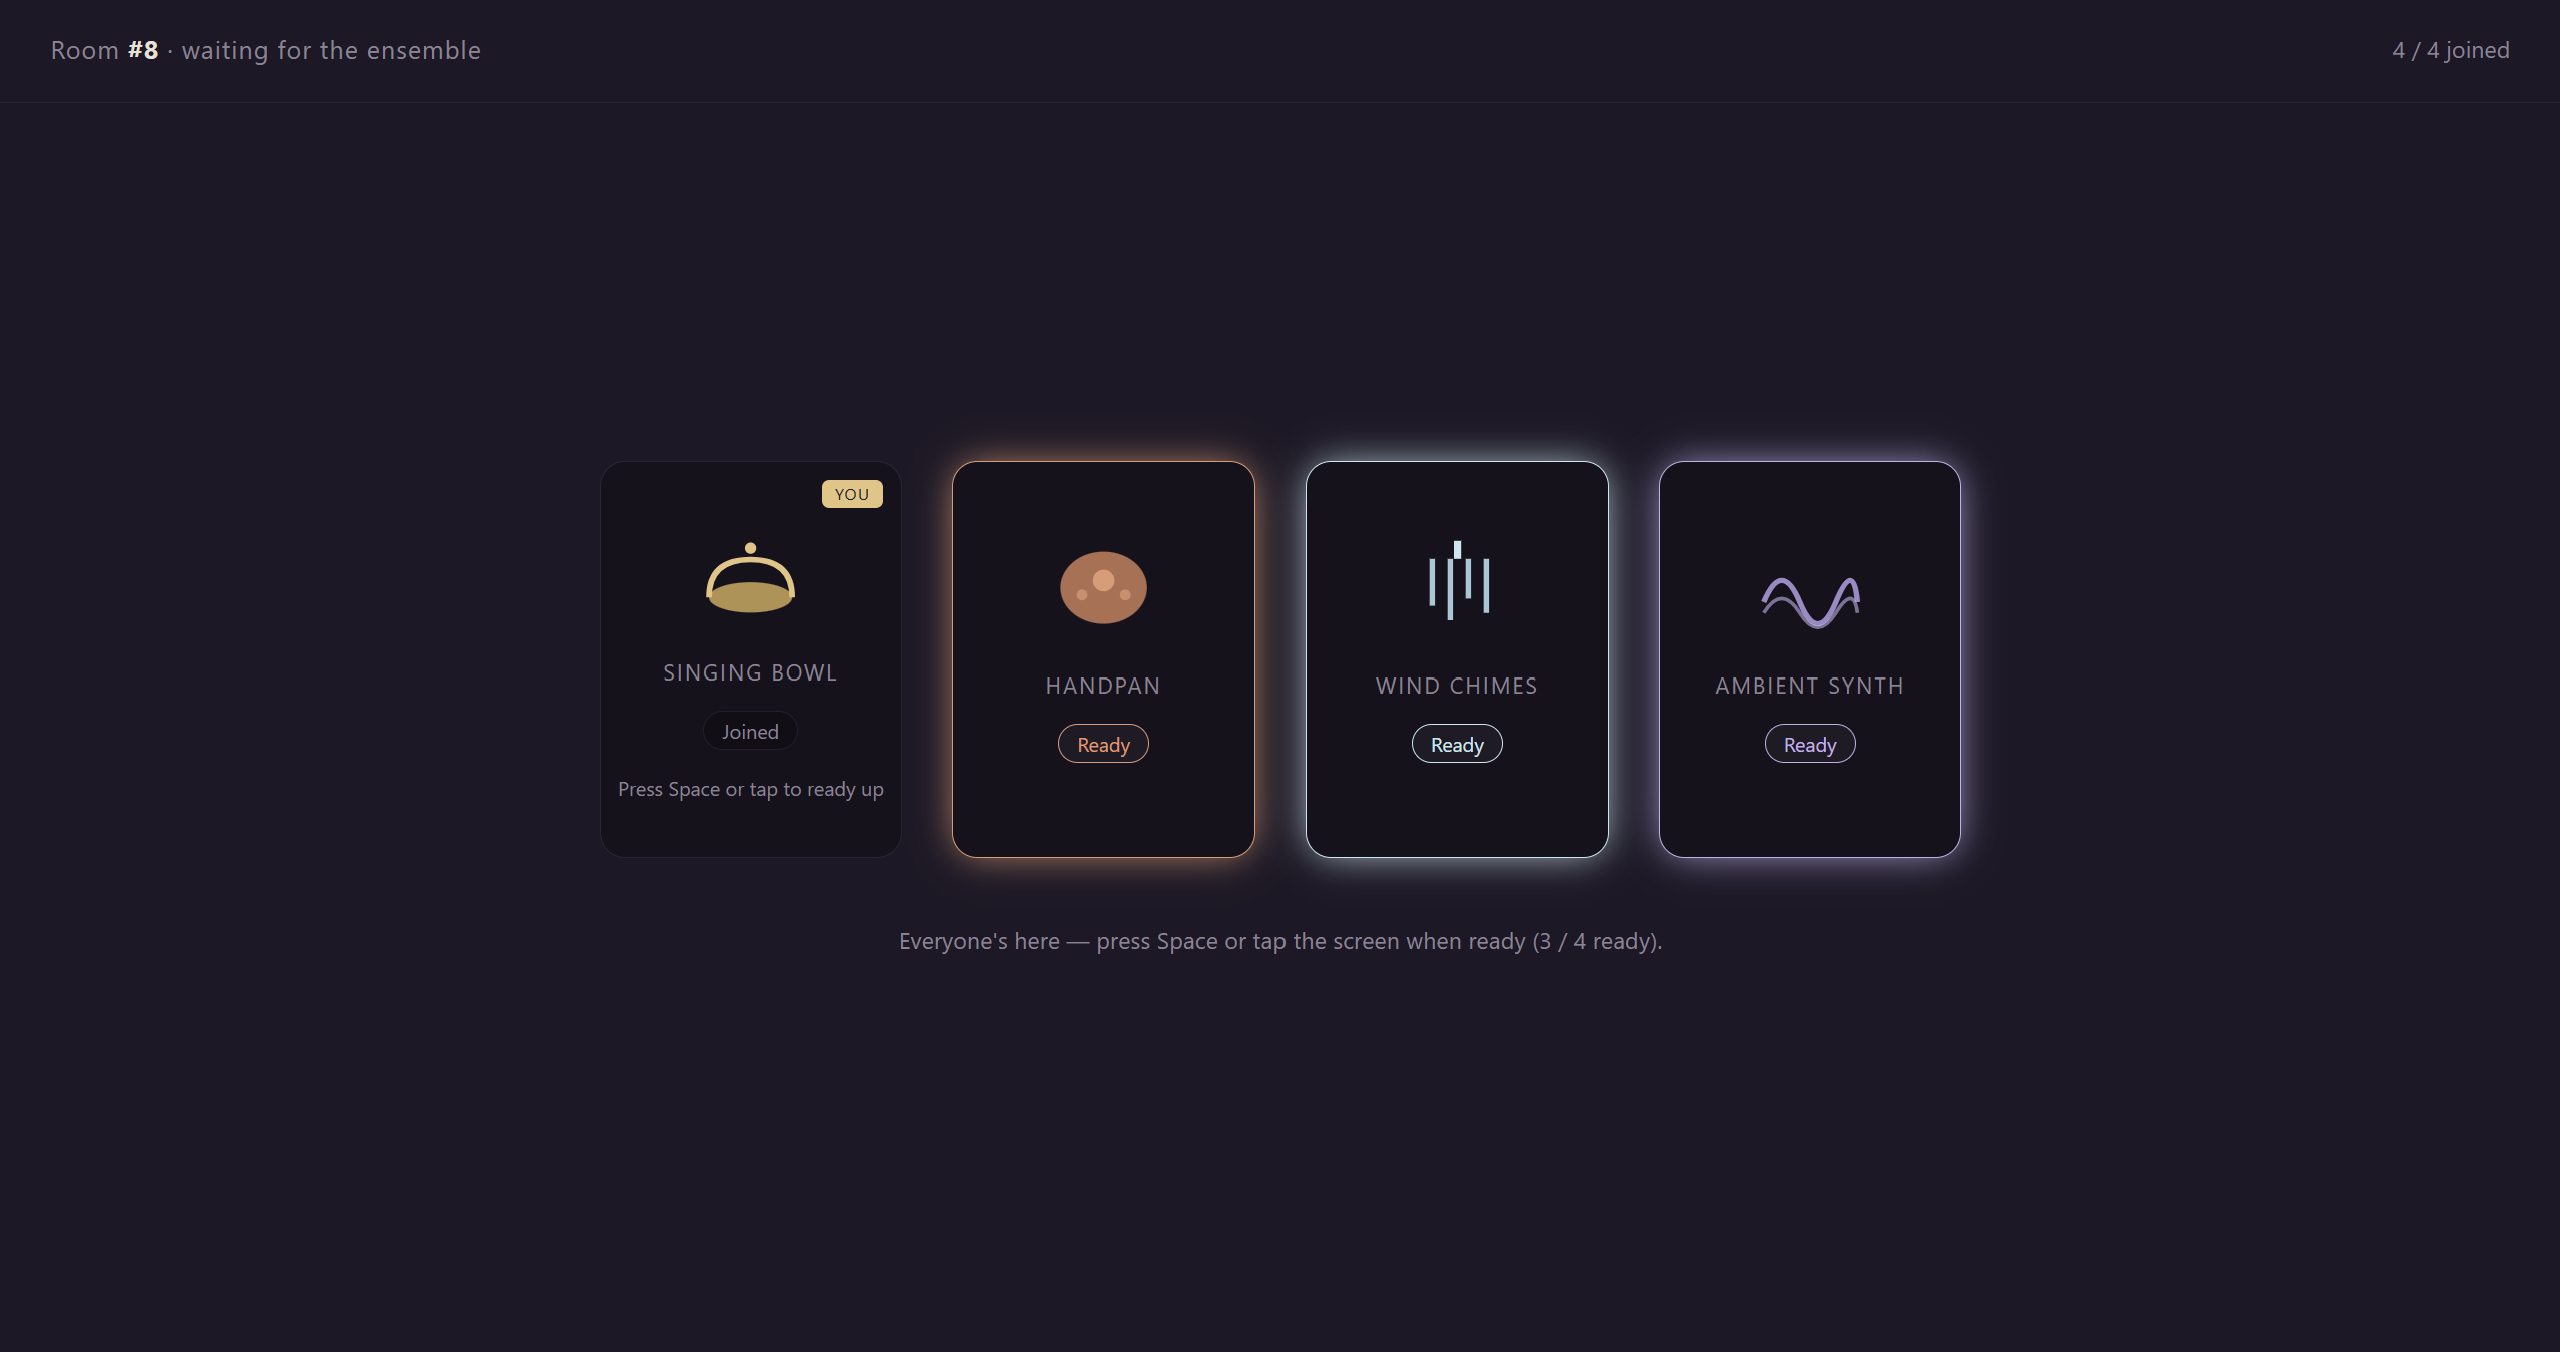 Room #8 · waiting for the ensemble
4 / 4 joined
YOU
SINGING BOWL
Joined
Press Space or tap to ready up
HANDPAN
Ready
WIND CHIMES
Ready
AMBIENT SYNTH
Ready
Everyone's here — press Space or tap the screen when ready (3 / 4 ready).